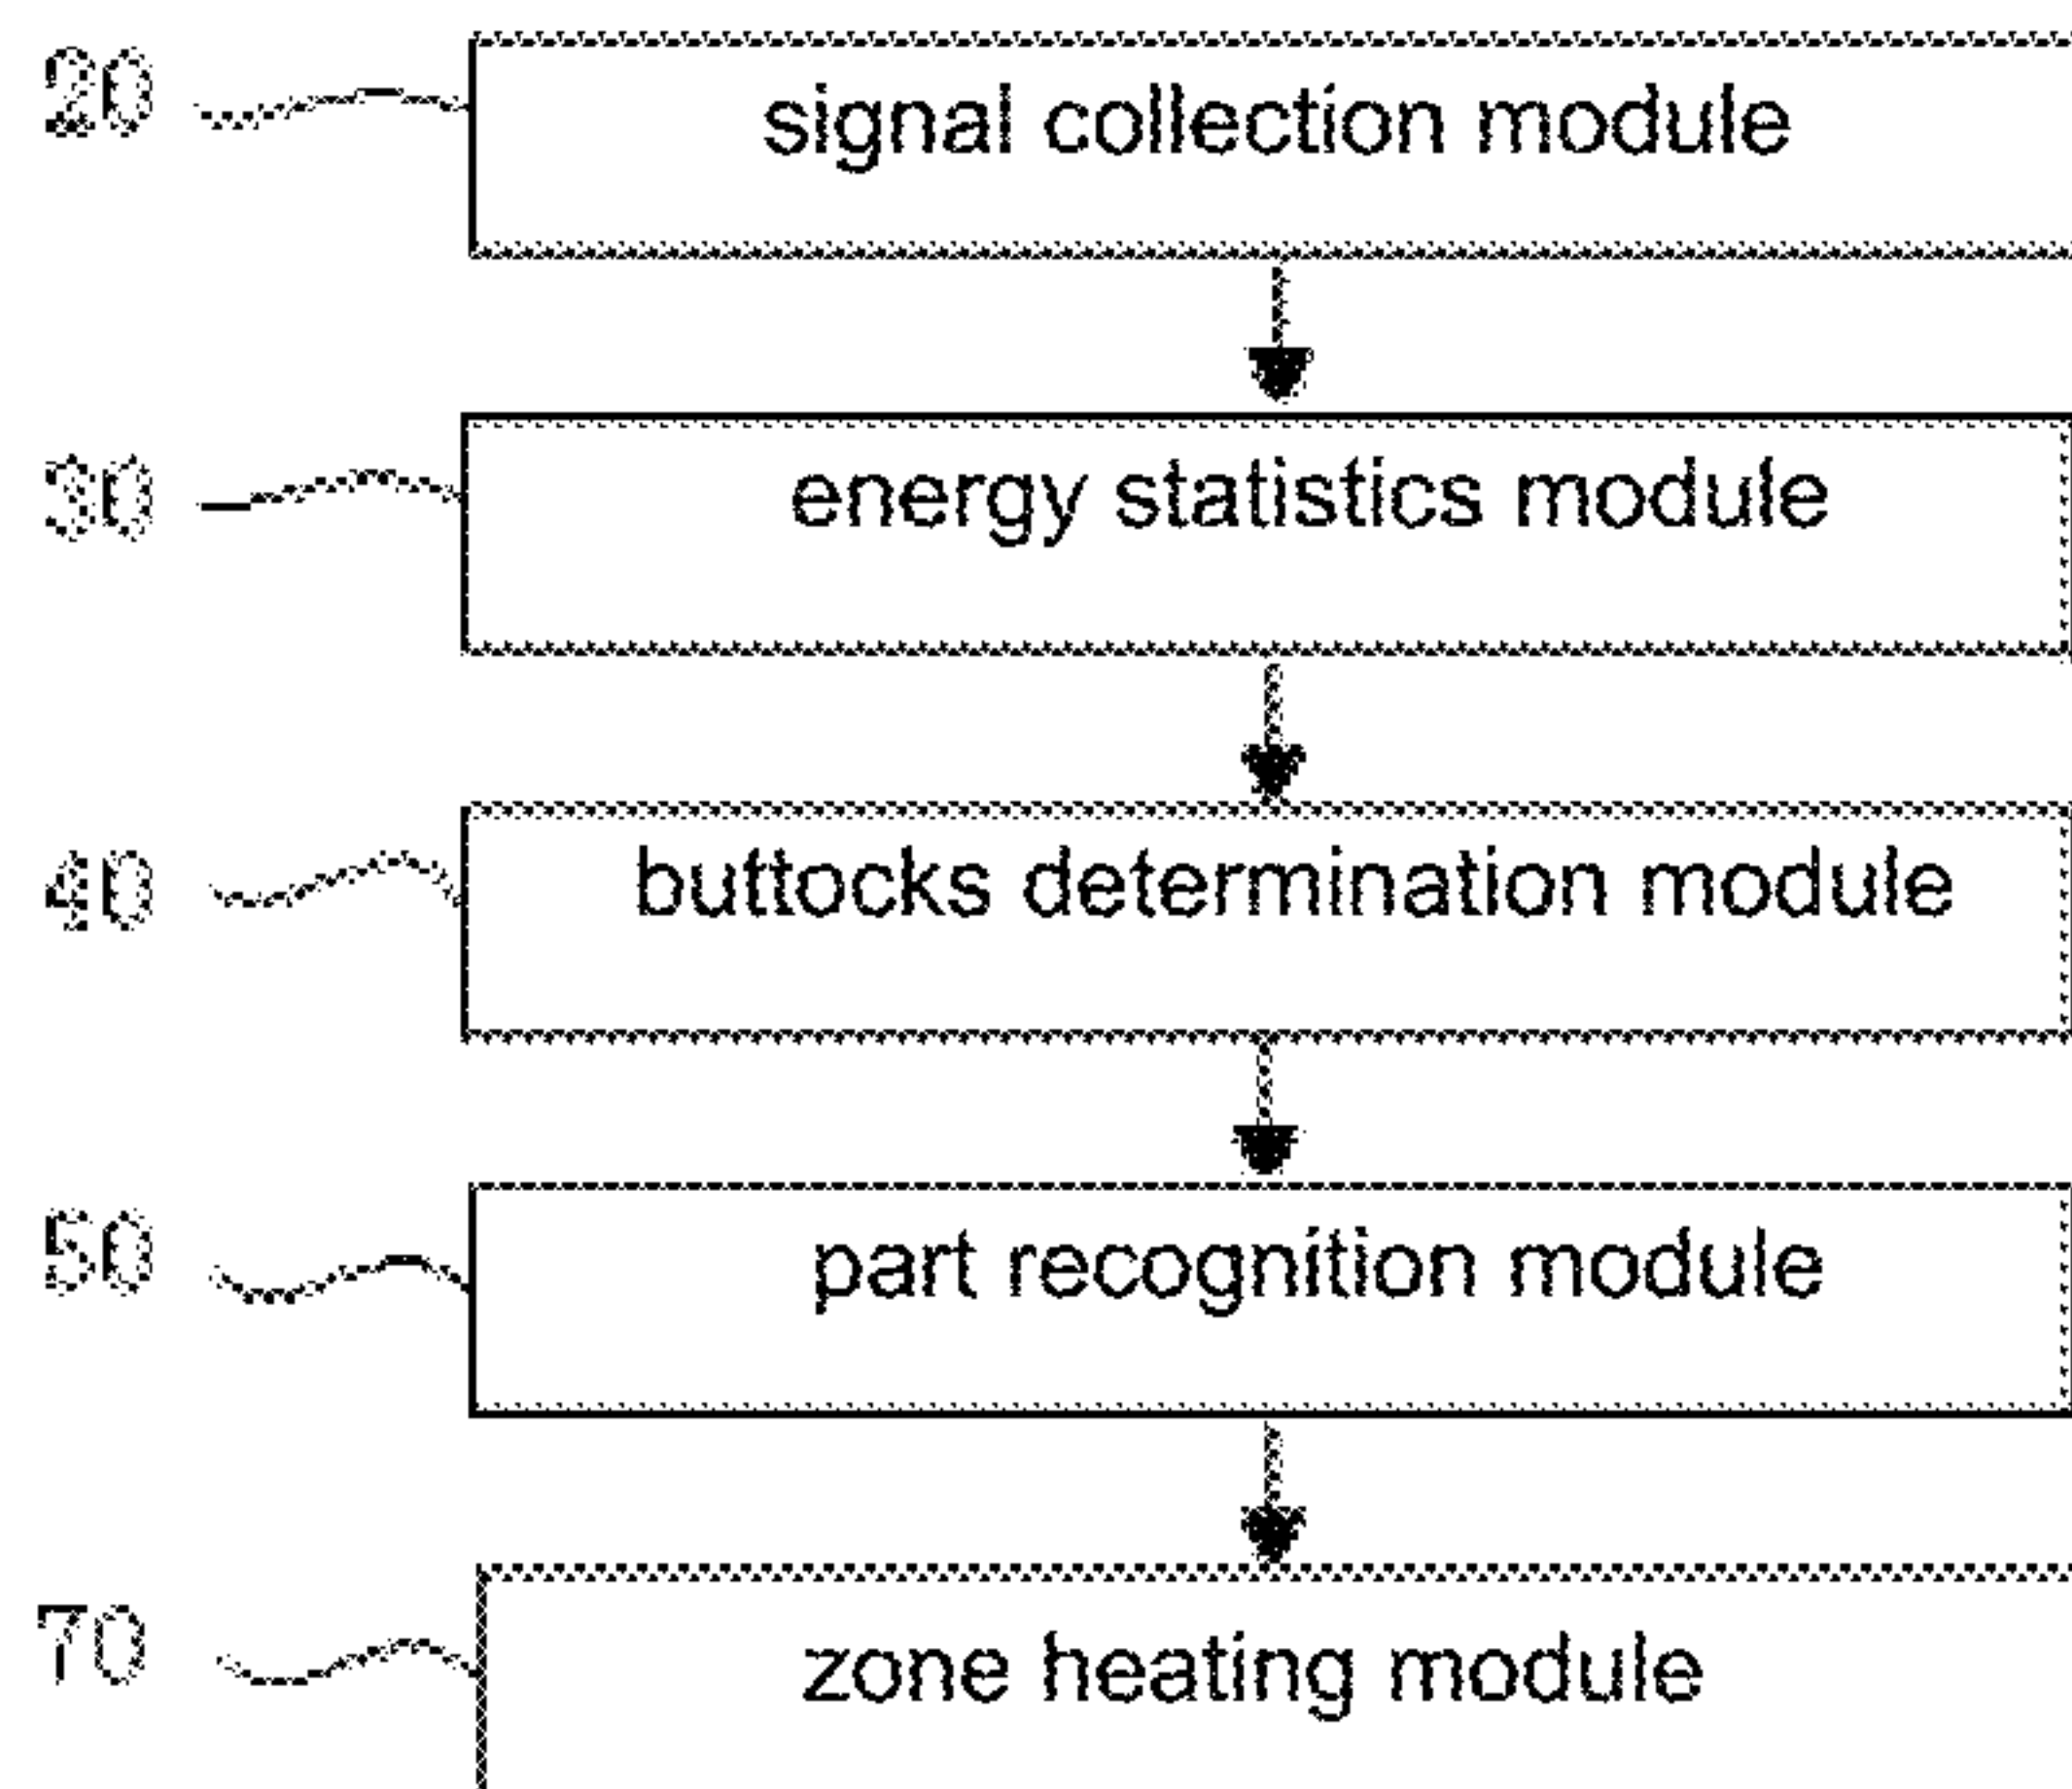 20 signal collection module
30 energy statistics module
40 buttocks determination module
50 part recognition module
70 zone heating module